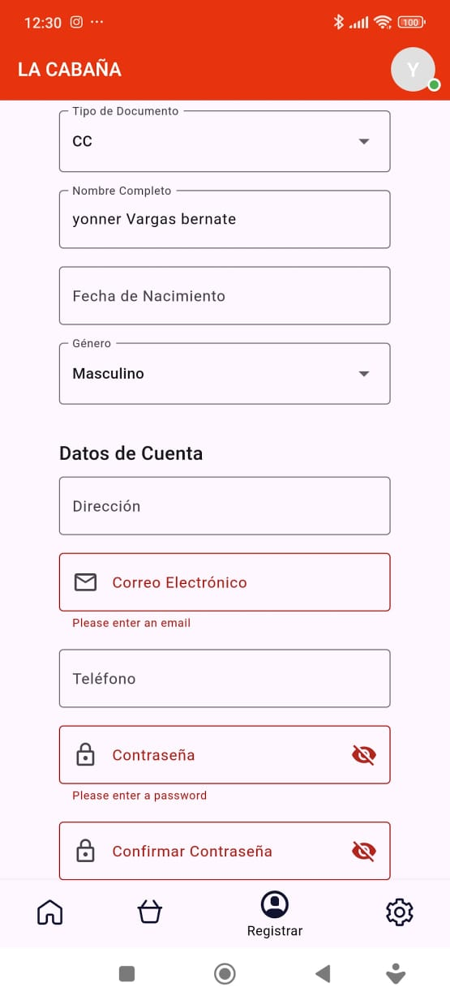 12:30
100
LA CABAÑA
Y
Tipo de Documento
CC
Nombre Completo
yonner Vargas bernate
Fecha de Nacimiento
Género
Masculino
Datos de Cuenta
Dirección
Correo Electrónico
Please enter an email
Teléfono
Contraseña
Please enter a password
Confirmar Contraseña
Registrar